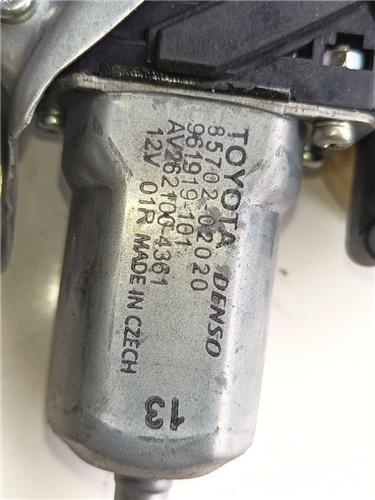 TOYOTA DENSO
85702-02020
961919-101
AV262100-4361
12V 01R MADE IN CZECH
13